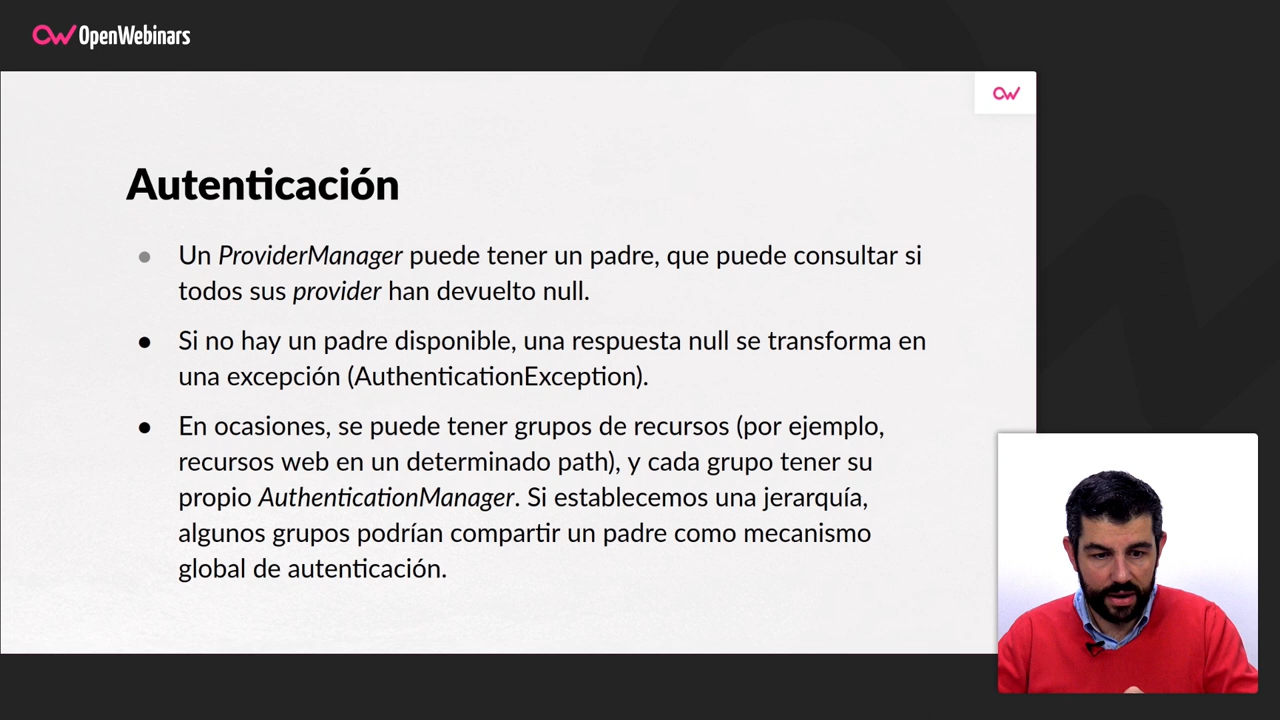 OpenWebinars
Autenticación
Un ProviderManager puede tener un padre, que puede consultar si
todos sus provider han devuelto null.
Si no hay un padre disponible, una respuesta null se transforma en
una excepción (AuthenticationException).
En ocasiones, se puede tener grupos de recursos (por ejemplo,
recursos web en un determinado path), y cada grupo tener su
propio AuthenticationManager. Si establecemos una jerarquía,
algunos grupos podrían compartir un padre como mecanismo
global de autenticación.